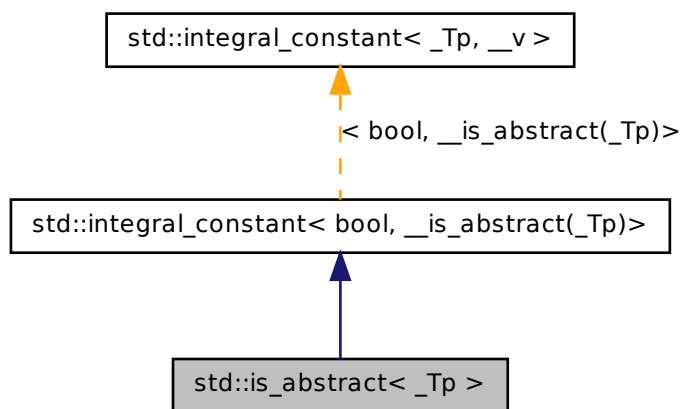 std::integral_constant< _Tp, __v >
< bool, __is_abstract(_Tp)>
std::integral_constant< bool, __is_abstract(_Tp)>
std::is_abstract< _Tp >